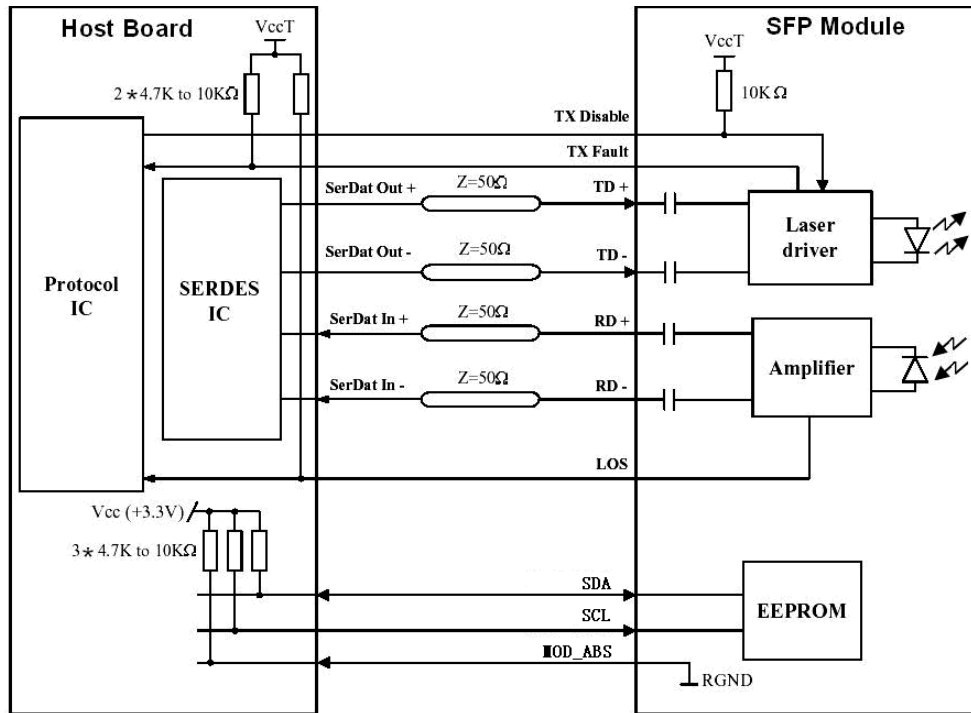 Host Board
SFP Module
VccT
VccT
2*4.7K to 10KΩ
10KΩ
TX Disable
TX Fault
SerDat Out +
Z=50Ω
TD +
Laser
driver
SerDat Out -
Z=50Ω
TD -
Protocol
IC
SERDES
IC
SerDat In +
Z=50Ω
RD +
Amplifier
SerDat In -
Z=50Ω
RD -
LOS
Vcc (+3.3V)
3*4.7K to 10KΩ
SDA
SCL
EEPROM
MOD_ABS
RGND